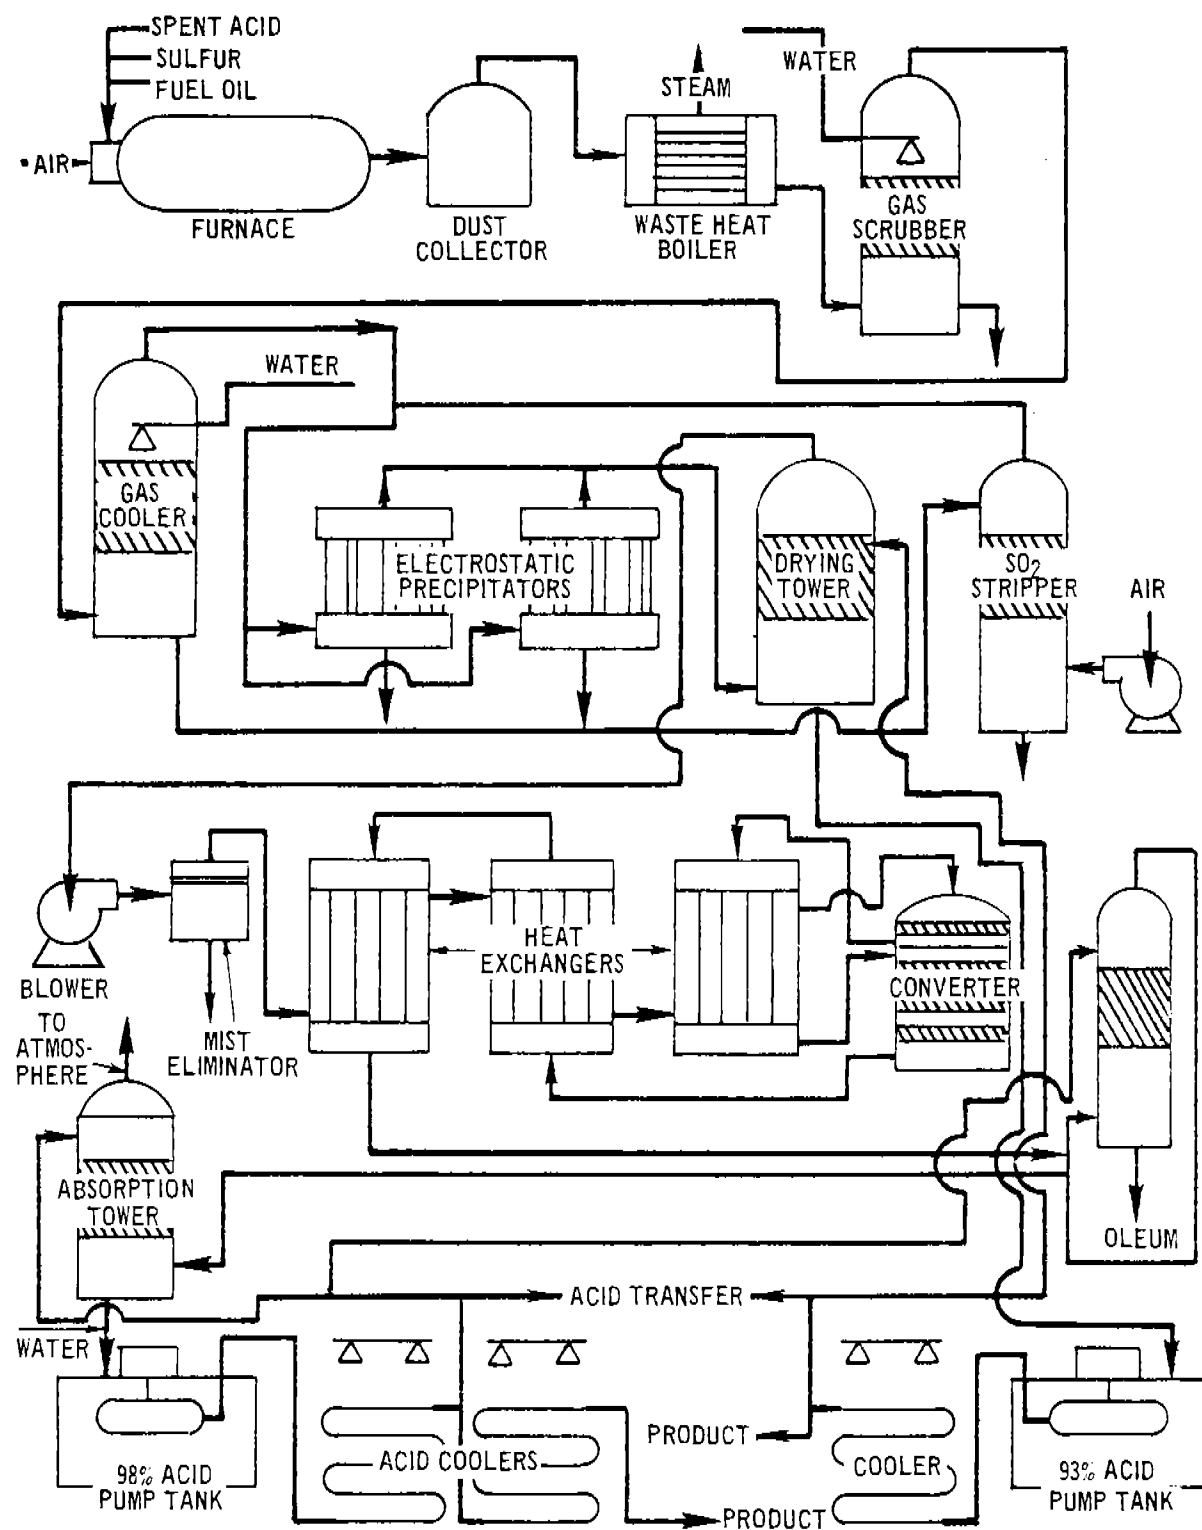 SPENT ACID
SULFUR
FUEL OIL
AIR
FURNACE
DUST
COLLECTOR
STEAM
WASTE HEAT
BOILER
WATER
GAS
SCRUBBER
WATER
GAS
COOLER
ELECTROSTATIC
PRECIPITATORS
DRYING
TOWER
SO2
STRIPPER
AIR
BLOWER
MIST
ELIMINATOR
HEAT
EXCHANGERS
CONVERTER
TO
ATMOS-
PHERE
ABSORPTION
TOWER
OLEUM
ACID TRANSFER
WATER
98% ACID
PUMP TANK
ACID COOLERS
PRODUCT
COOLER
PRODUCT
93% ACID
PUMP TANK